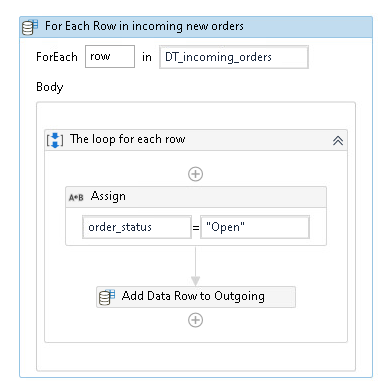 For Each Row in incoming new orders
ForEach row in DT_incoming_orders
Body
The loop for each row
A*B Assign
order_status = "Open"
Add Data Row to Outgoing